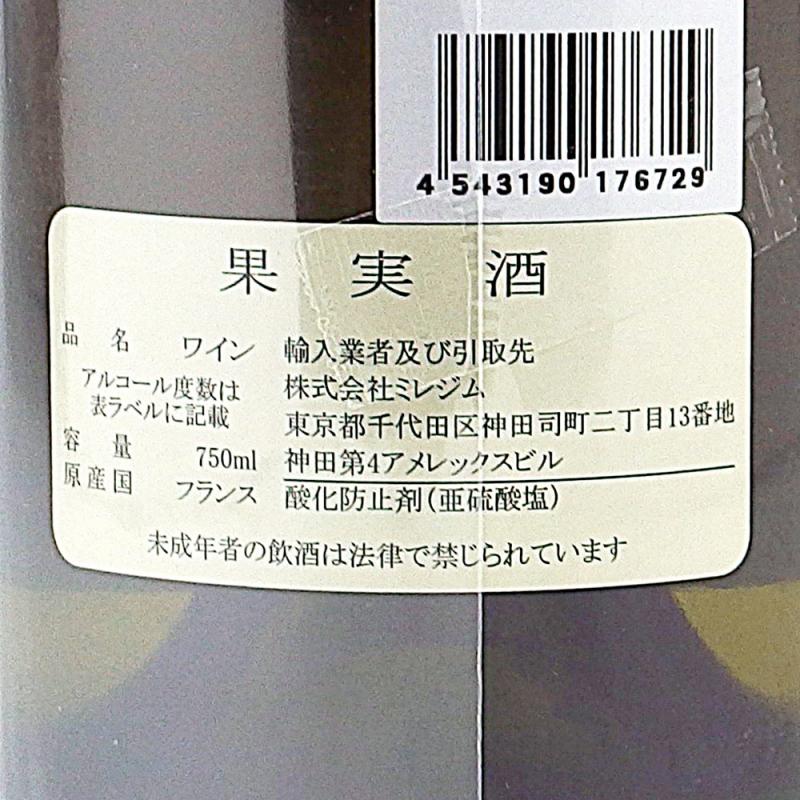 4 543190 176729
果実酒
品名 ワイン
アルコール度数は
表ラベルに記載
容量 750ml
原産国 フランス
輸入業者及び引取先
株式会社ミレジム
東京都千代田区神田司町二丁目13番地
神田第4アメレックスビル
酸化防止剤(亜硫酸塩)
未成年者の飲酒は法律で禁じられています